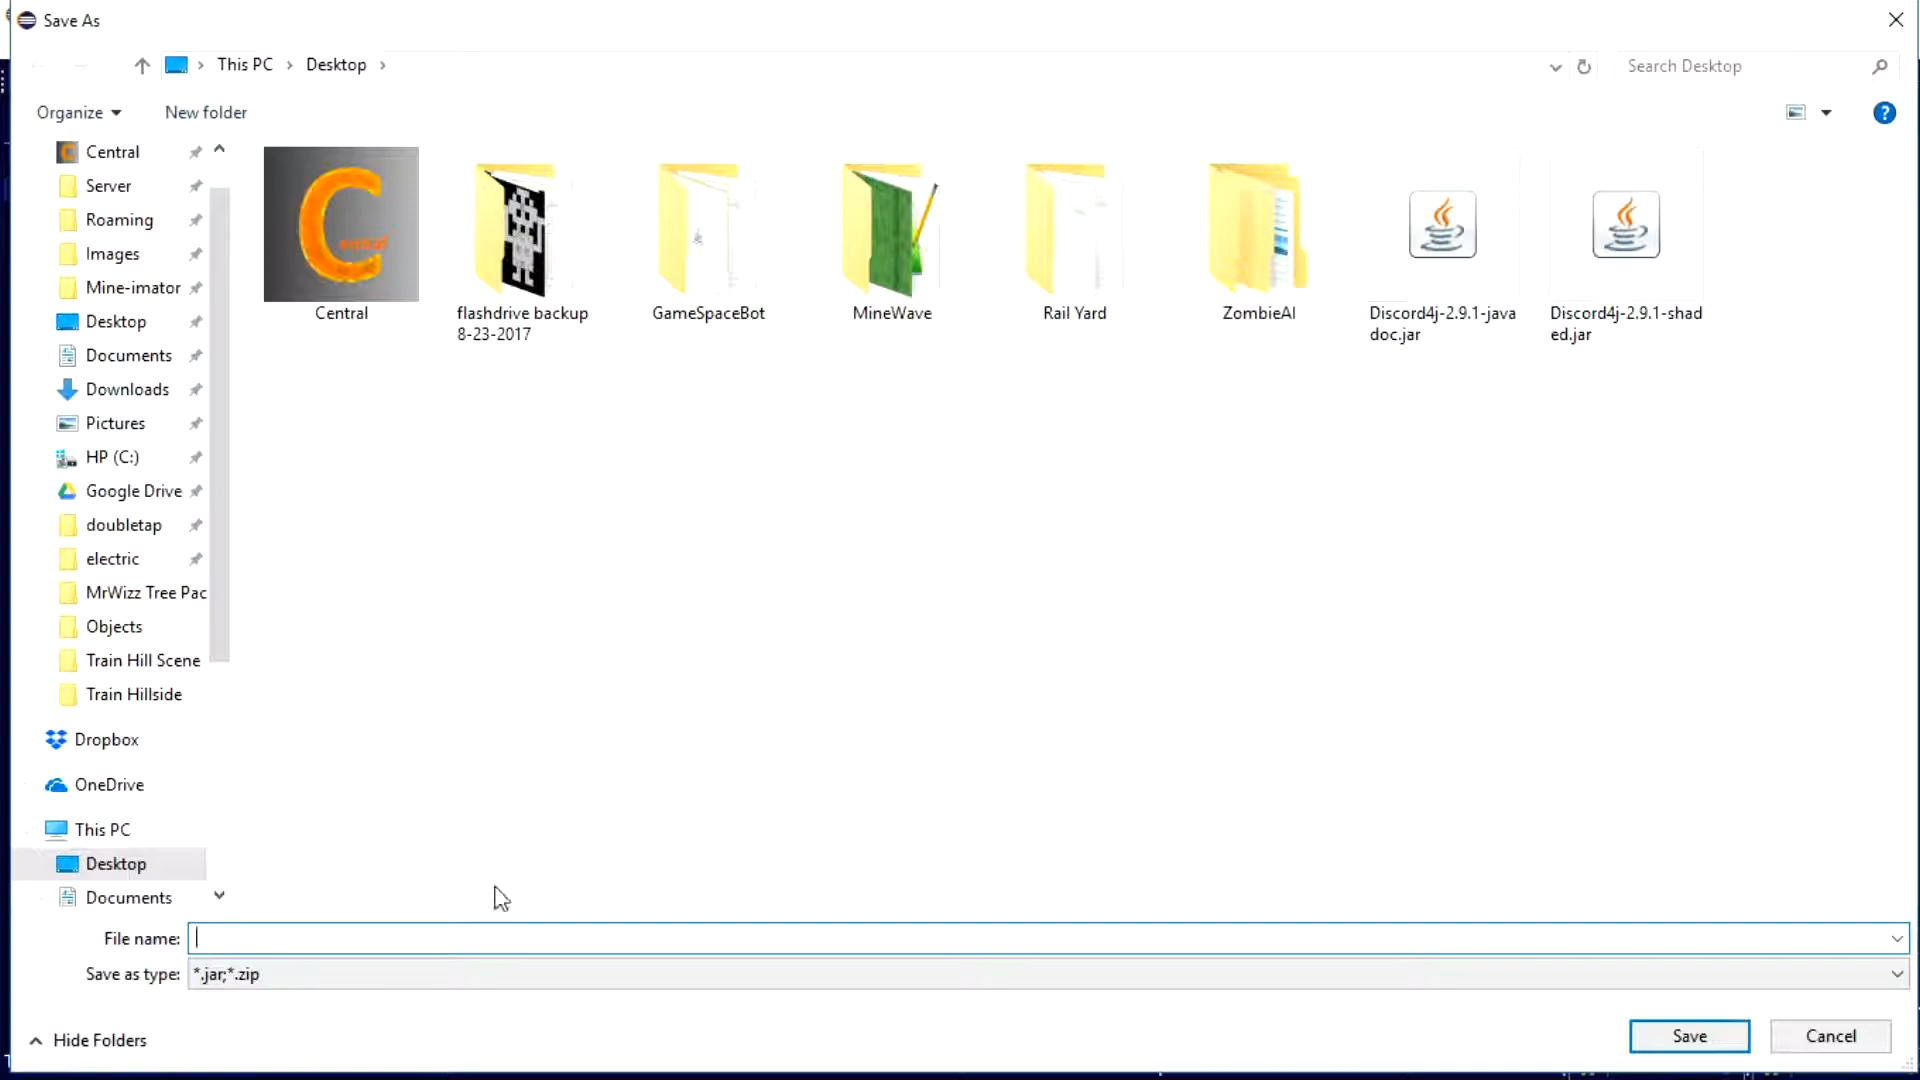 Save As
This PC
Desktop
Search Desktop
Organize
New folder
Central
Server
Roaming
Images
Mine-imator
Desktop
Documents
Downloads
Pictures
HP (C:)
Google Drive
doubletap
electric
MrWizz Tree Pac
Objects
Train Hill Scene
Train Hillside
Dropbox
OneDrive
This PC
Desktop
Documents
Central
flashdrive backup
8-23-2017
GameSpaceBot
MineWave
Rail Yard
ZombieAI
Discord4j-2.9.1-java
doc.jar
Discord4j-2.9.1-shad
ed.jar
File name:
Save as type: *.jar;*.zip
Hide Folders
Save
Cancel